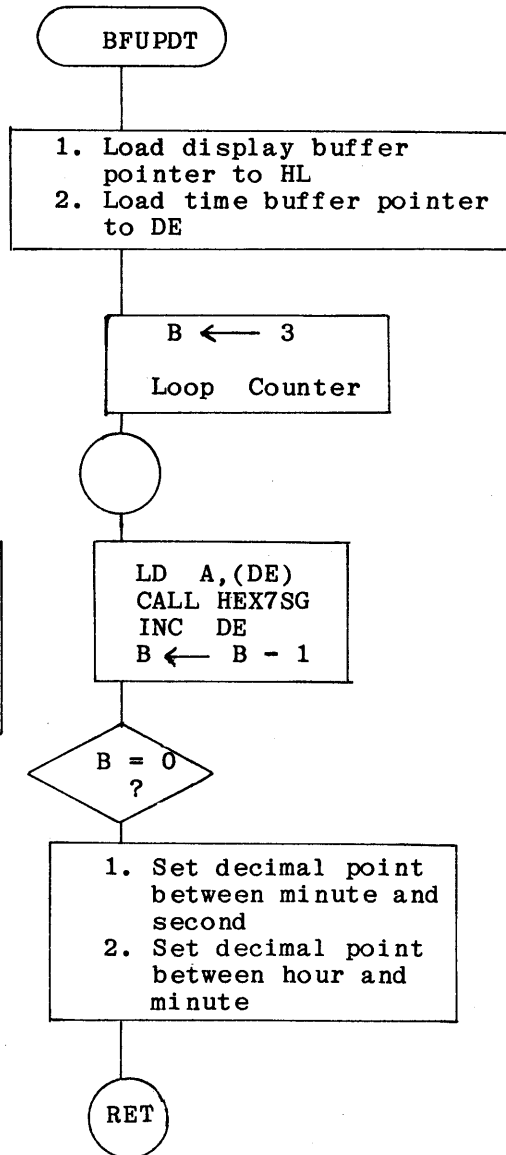 BFUPDT
1. Load display buffer
pointer to HL
2. Load time buffer pointer
to DE
B ← 3
Loop Counter
LD A,(DE)
CALL HEX7SG
INC DE
B ← B - 1
B = 0
?
1. Set decimal point
between minute and
second
2. Set decimal point
between hour and
minute
RET